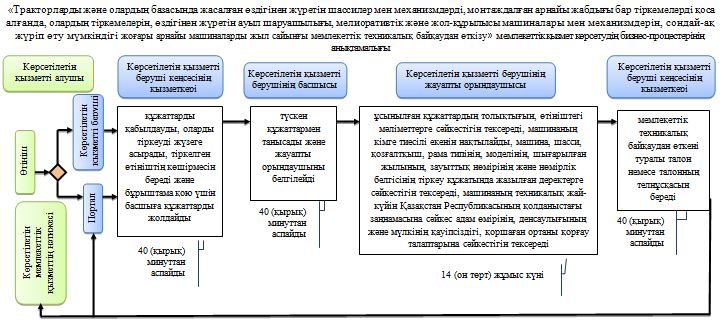 «Тракторларды және олардың базасында жасалған өздігінен жүретін шассилер мен механизмдерді, монтаждалған арнайы жабдығы бар тіркемелерді қоса
алғанда, олардың тіркемелерін, өздігінен жүретін ауыл шаруашылығы, мелиоративтік және жол-құрылысы машиналары мен механизмдерін, сондай-ақ
жүріп өту мүмкіндігі жоғары арнайы машиналарды жыл сайынғы мемлекеттік техникалық байқаудан өткізу» мемлекеттік қызмет көрсетудің бизнес-процестерінің
анықтамалығы
Көрсетілетін
қызметті алушы
Көрсетілетін қызметті
беруші кеңсесінің
қызметкері
Көрсетілетін қызметті
берушінің басшысы
Көрсетілетін қызметті берушінің
жауапты орындаушысы
Көрсетілетін қызметті
беруші кеңсесінің
қызметкері
Өтініш
Көрсетілетін
қызметті беруші
Портал
Көрсетілетін
мемлекеттік
қызметтің нәтижесі
құжаттарды
қабылдауды, оларды
тіркеуді жүзеге
асырады, тіркелген
өтініштің көшірмесін
береді және
бұрыштама қою үшін
басшыға құжаттарды
жолдайды
40 (қырық)
минуттан
аспайды
түскен
құжаттармен
танысады және
жауапты
орындаушыны
белгілейді
40 (қырық)
минуттан
аспайды
ұсынылған құжаттардың толықтығын, өтініштегі
мәліметтерге сәйкестігін тексереді, машинаның
кімге тиесілі екенін нақтылайды, машина, шасси,
қозғалтқыш, рама типінің, моделінің, шығарылған
жылының, зауыттық нөмірінің және нөмірлік
белгісінің тіркеу құжатында жазылған деректерге
сәйкестігін тексереді, машинаның техникалық жай-
күйін Қазақстан Республикасының қолданыстағы
заңнамасына сәйкес адам өмірінің, денсаулығының
және мүлкінің қауіпсіздігі, қоршаған ортаны қорғау
талаптарына сәйкестігін тексереді
14 (он төрт) жұмыс күні
мемлекеттік
техникалық
байқаудан өткені
туралы талон
немесе талонның
телнұсқасын
береді
40 (қырық)
минуттан
аспайды